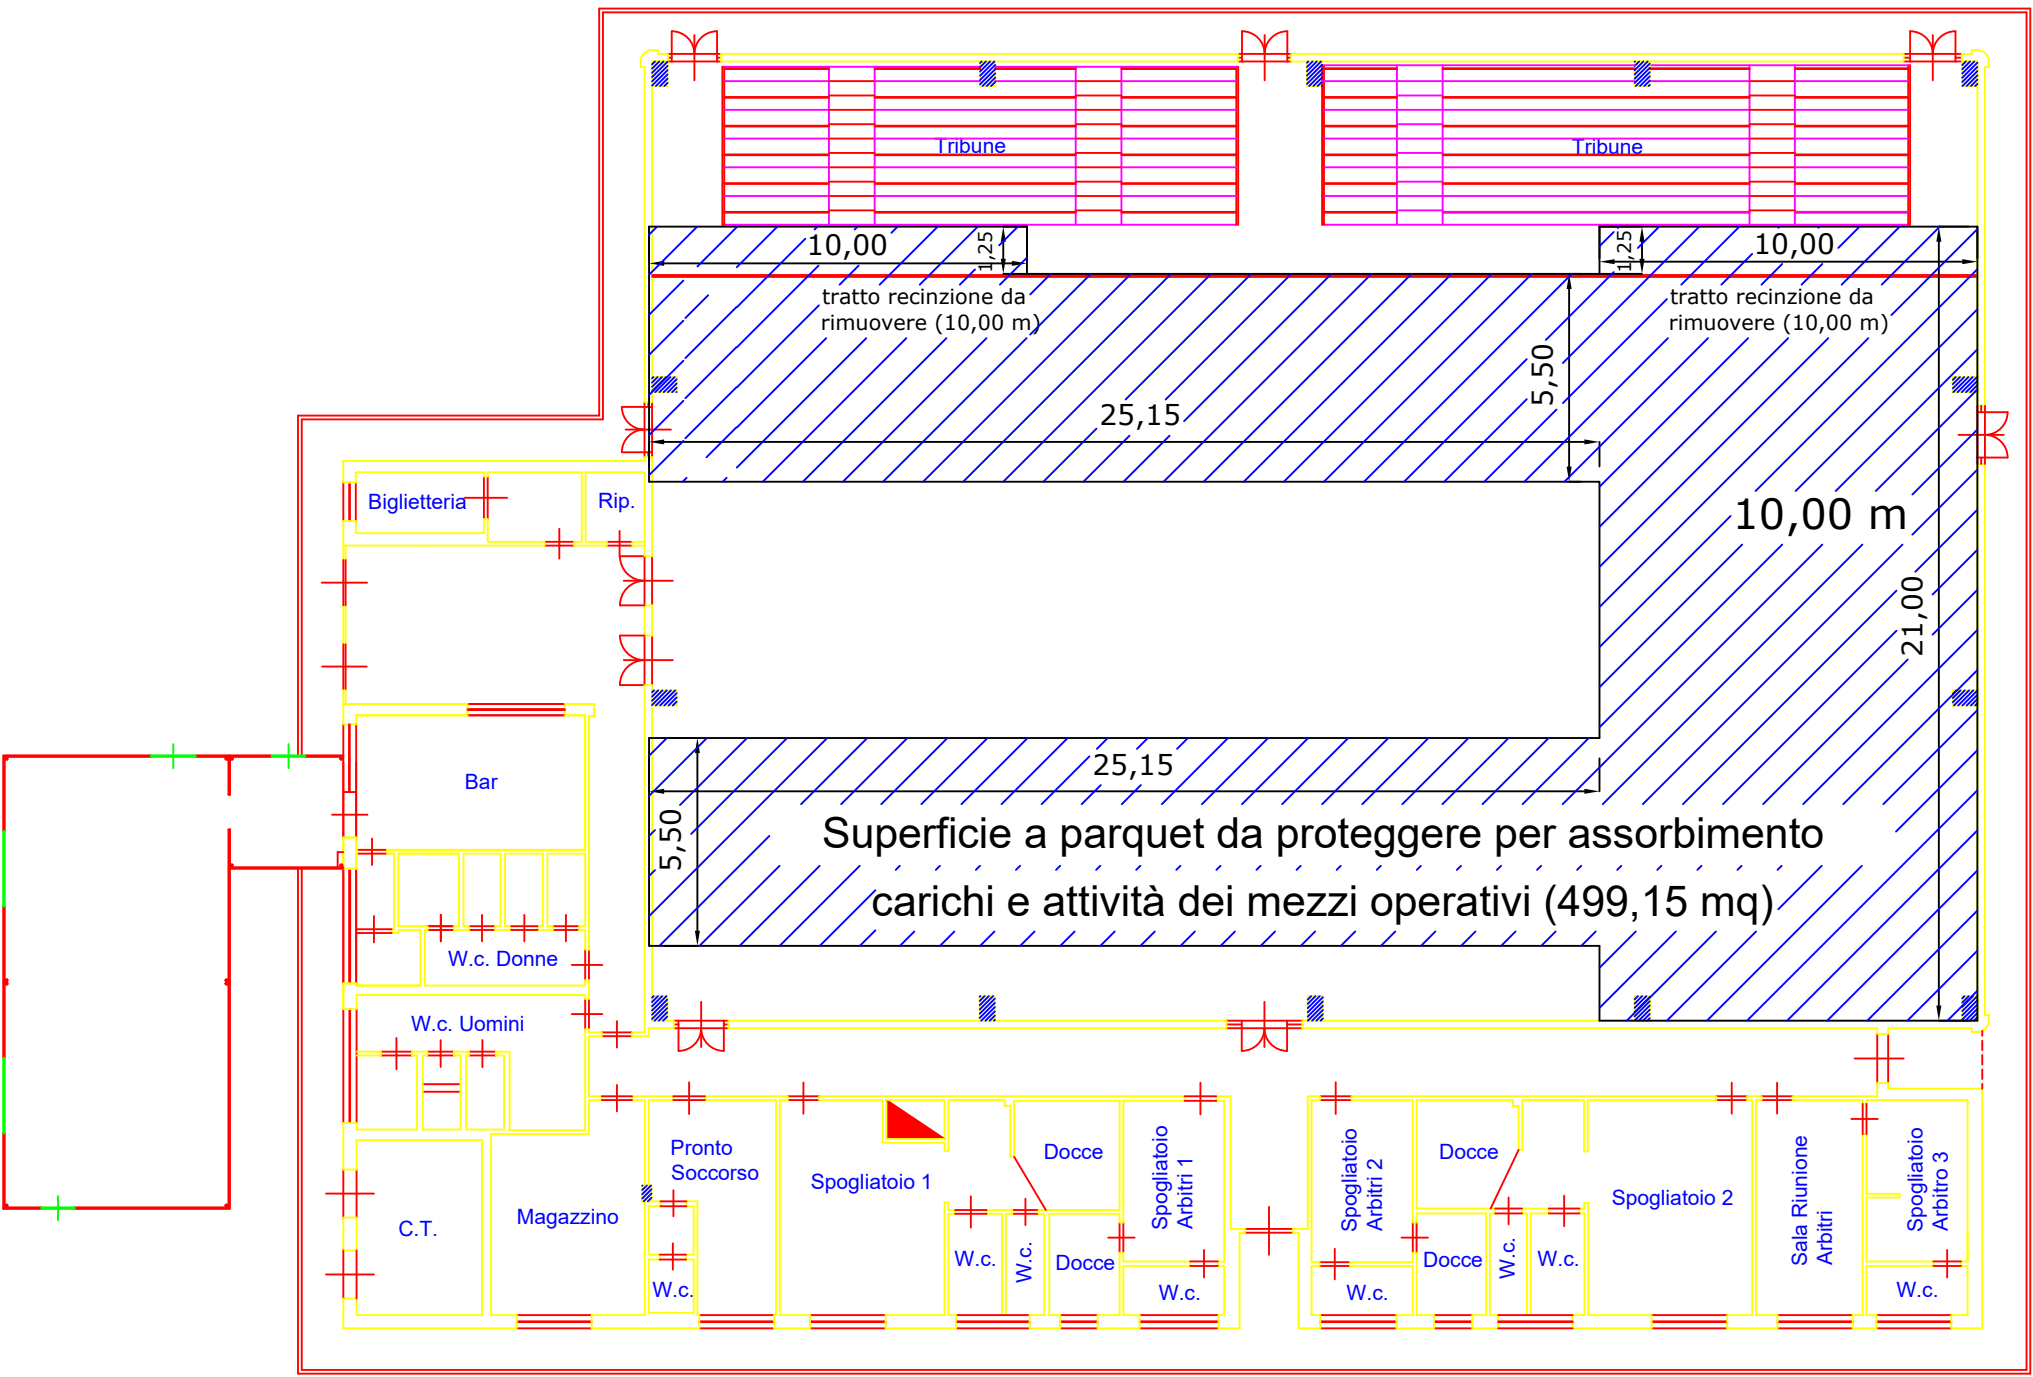 Tribune
Tribune
10,00
1,25
1,25
10,00
tratto recinzione da
rimuovere (10,00 m)
tratto recinzione da
rimuovere (10,00 m)
5,50
25,15
Biglietteria
Rip.
10,00 m
21,00
25,15
Bar
5,50
Superficie a parquet da proteggere per assorbimento
carichi e attività dei mezzi operativi (499,15 mq)
W.c. Donne
W.c. Uomini
Pronto
Soccorso
Spogliatoio 1
Docce
Spogliatoio
Arbitri 1
Spogliatoio
Arbitri 2
Docce
Spogliatoio 2
Sala Riunione
Arbitri
Spogliatoio
Arbitro 3
C.T.
Magazzino
W.c.
W.c.
W.c.
Docce
W.c.
W.c.
Docce
W.c.
W.c.
W.c.